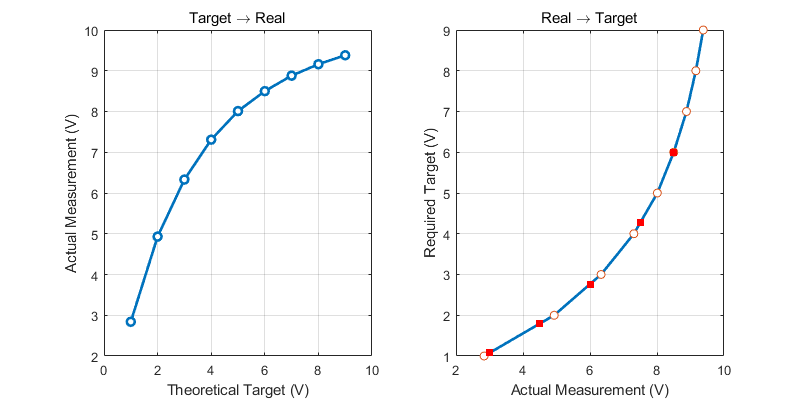 Target → Real
Actual Measurement (V)
10
9
8
7
6
5
4
3
2
0 2 4 6 8 10
Theoretical Target (V)
Real → Target
Required Target (V)
9
8
7
6
5
4
3
2
1
2 4 6 8 10
Actual Measurement (V)